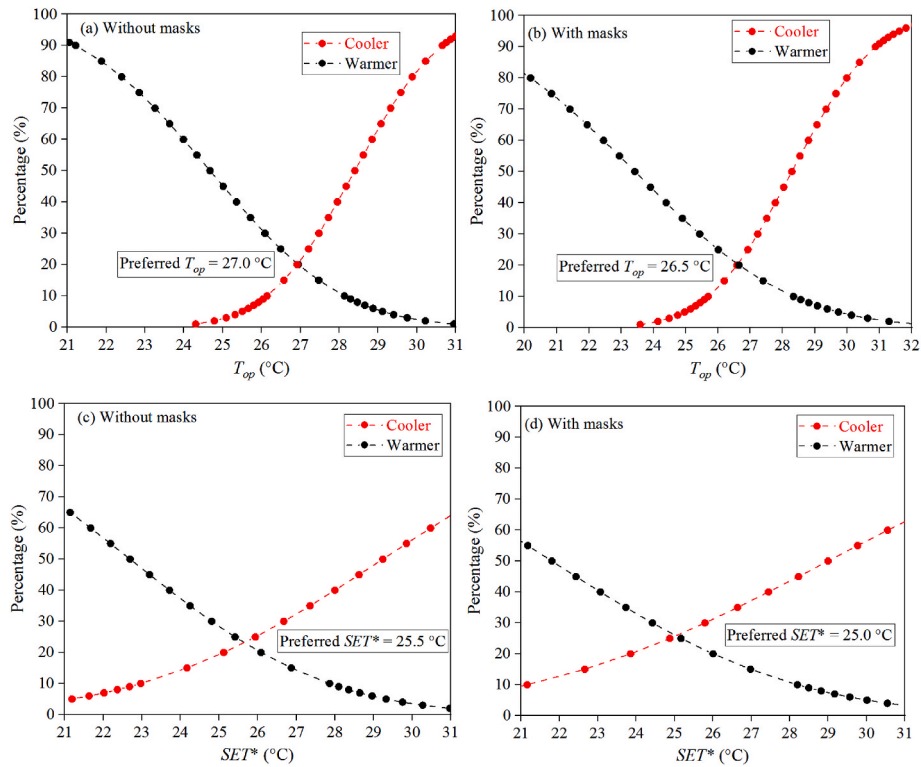 (a) Without masks
Cooler
Warmer
Percentage (%)
100
90
80
70
60
50
40
30
20
10
0
Preferred Top = 27.0 °C
21 22 23 24 25 26 27 28 29 30 31
Top (°C)
(b) With masks
Cooler
Warmer
Percentage (%)
100
90
80
70
60
50
40
30
20
10
0
Preferred Top = 26.5 °C
20 21 22 23 24 25 26 27 28 29 30 31 32
Top (°C)
(c) Without masks
Cooler
Warmer
Percentage (%)
100
90
80
70
60
50
40
30
20
10
0
Preferred SET* = 25.5 °C
21 22 23 24 25 26 27 28 29 30 31
SET* (°C)
(d) With masks
Cooler
Warmer
Percentage (%)
100
90
80
70
60
50
40
30
20
10
0
Preferred SET* = 25.0 °C
21 22 23 24 25 26 27 28 29 30 31
SET* (°C)